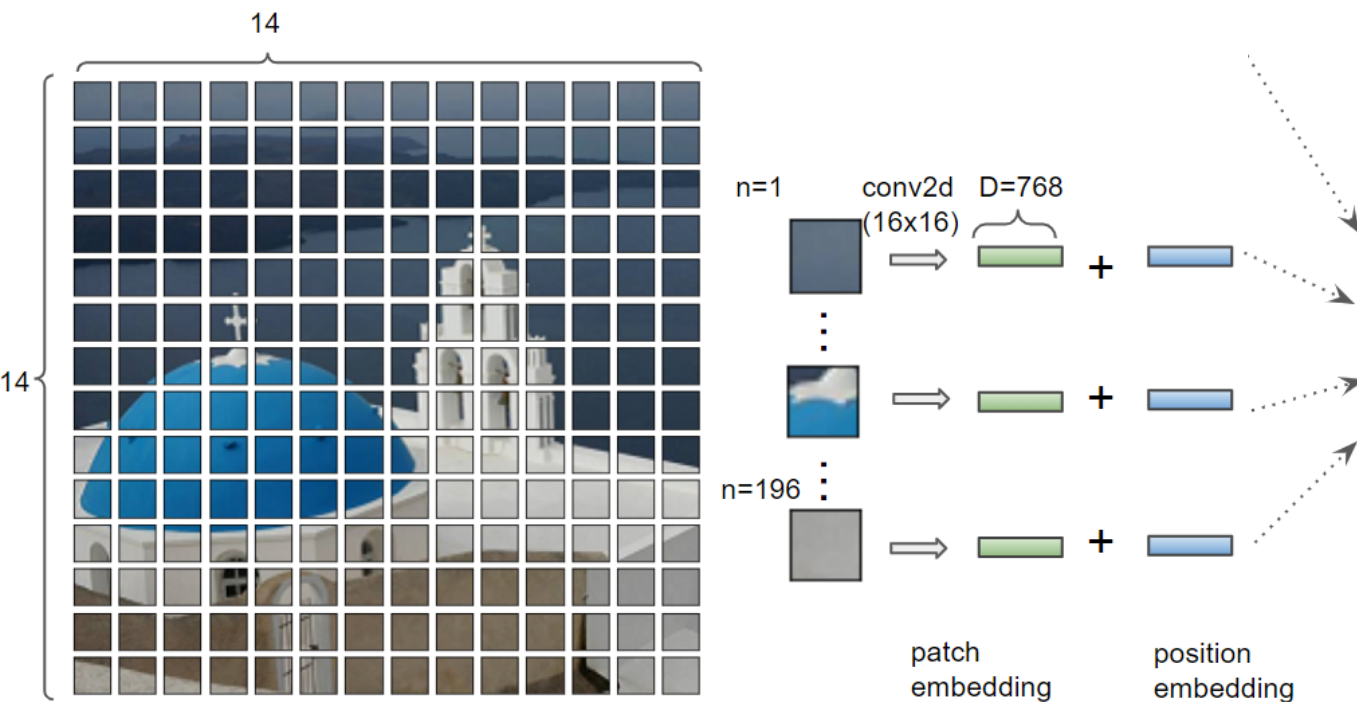 14
14
n=1
conv2d
(16x16)
D=768
+
+
n=196
+
patch
embedding
position
embedding